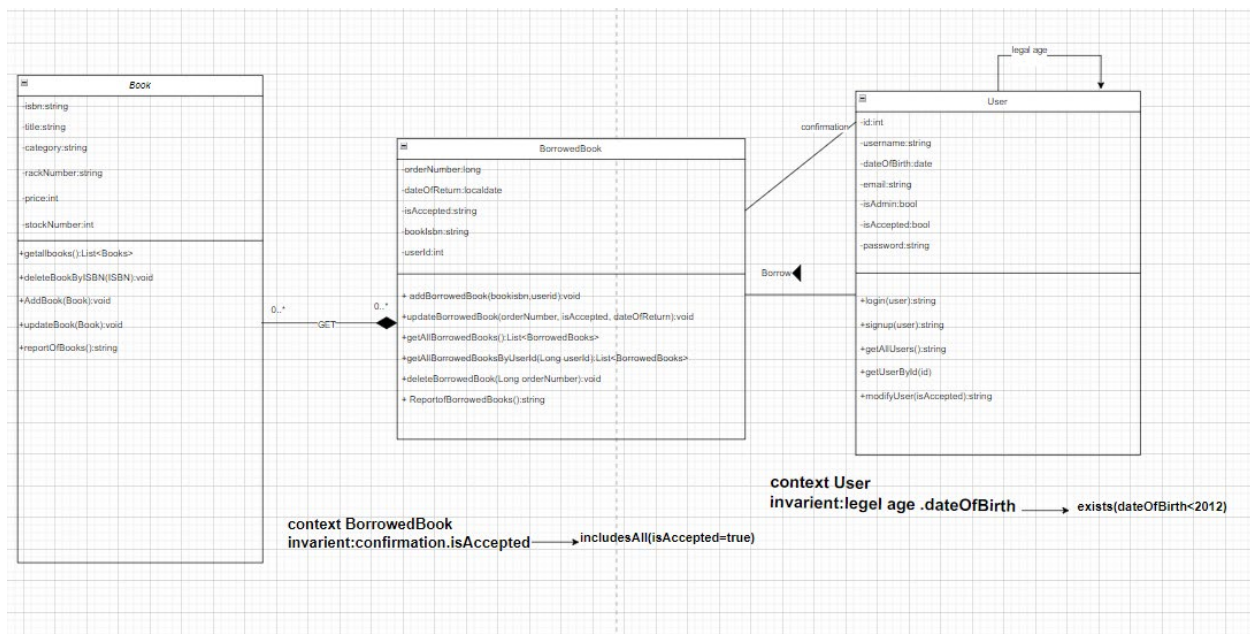 Book
-isbn:string
-title:string
-category:string
-rackNumber:string
-price:int
-stockNumber:int
+getallbooks():List<Books>
+deleteBookByISBN(ISBN):void
+AddBook(Book):void
+updateBook(Book):void
+reportOfBooks():string
0..*
GET
0..*
BorrowedBook
-orderNumber:long
-dateOfReturn:localdate
-isAccepted:string
-bookIsbn:string
-userId:int
+ addBorrowedBook(bookisbn,userid):void
+updateBorrowedBook(orderNumber, isAccepted, dateOfReturn):void
+getAllBorrowedBooks():List<BorrowedBooks>
+getAllBorrowedBooksByUserId(Long userId):List<BorrowedBooks>
+deleteBorrowedBook(Long orderNumber):void
+ ReportofBorrowedBooks():string
confirmation
Borrow
legal age
User
-id:int
-username:string
-dateOfBirth:date
-email:string
-isAdmin:bool
-isAccepted:bool
-password:string
+login(user):string
+signup(user):string
+getAllUsers():string
+getUserById(id)
+modifyUser(isAccepted):string
context User
invarient:legel age .dateOfBirth exists(dateOfBirth<2012)
context BorrowedBook
invarient:confirmation.isAccepted includesAll(isAccepted=true)